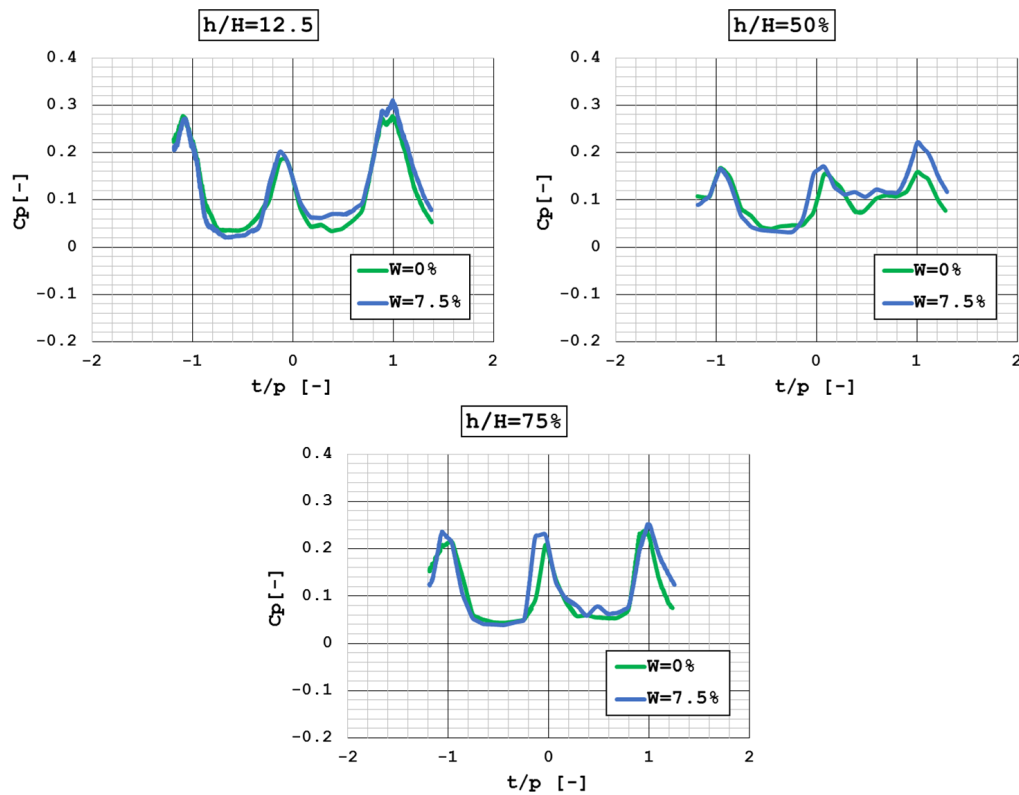 h/H=12.5
0.4
0.3
0.2
0.1
0
-0.1
-0.2
Cp[-]
-2
-1
0
1
2
t/p [-]
W=0%
W=7.5%
h/H=50%
0.4
0.3
0.2
0.1
0
-0.1
-0.2
Cp[-]
-2
-1
0
1
2
t/p [-]
W=0%
W=7.5%
h/H=75%
0.4
0.3
0.2
0.1
0
-0.1
-0.2
Cp[-]
-2
-1
0
1
2
t/p [-]
W=0%
W=7.5%